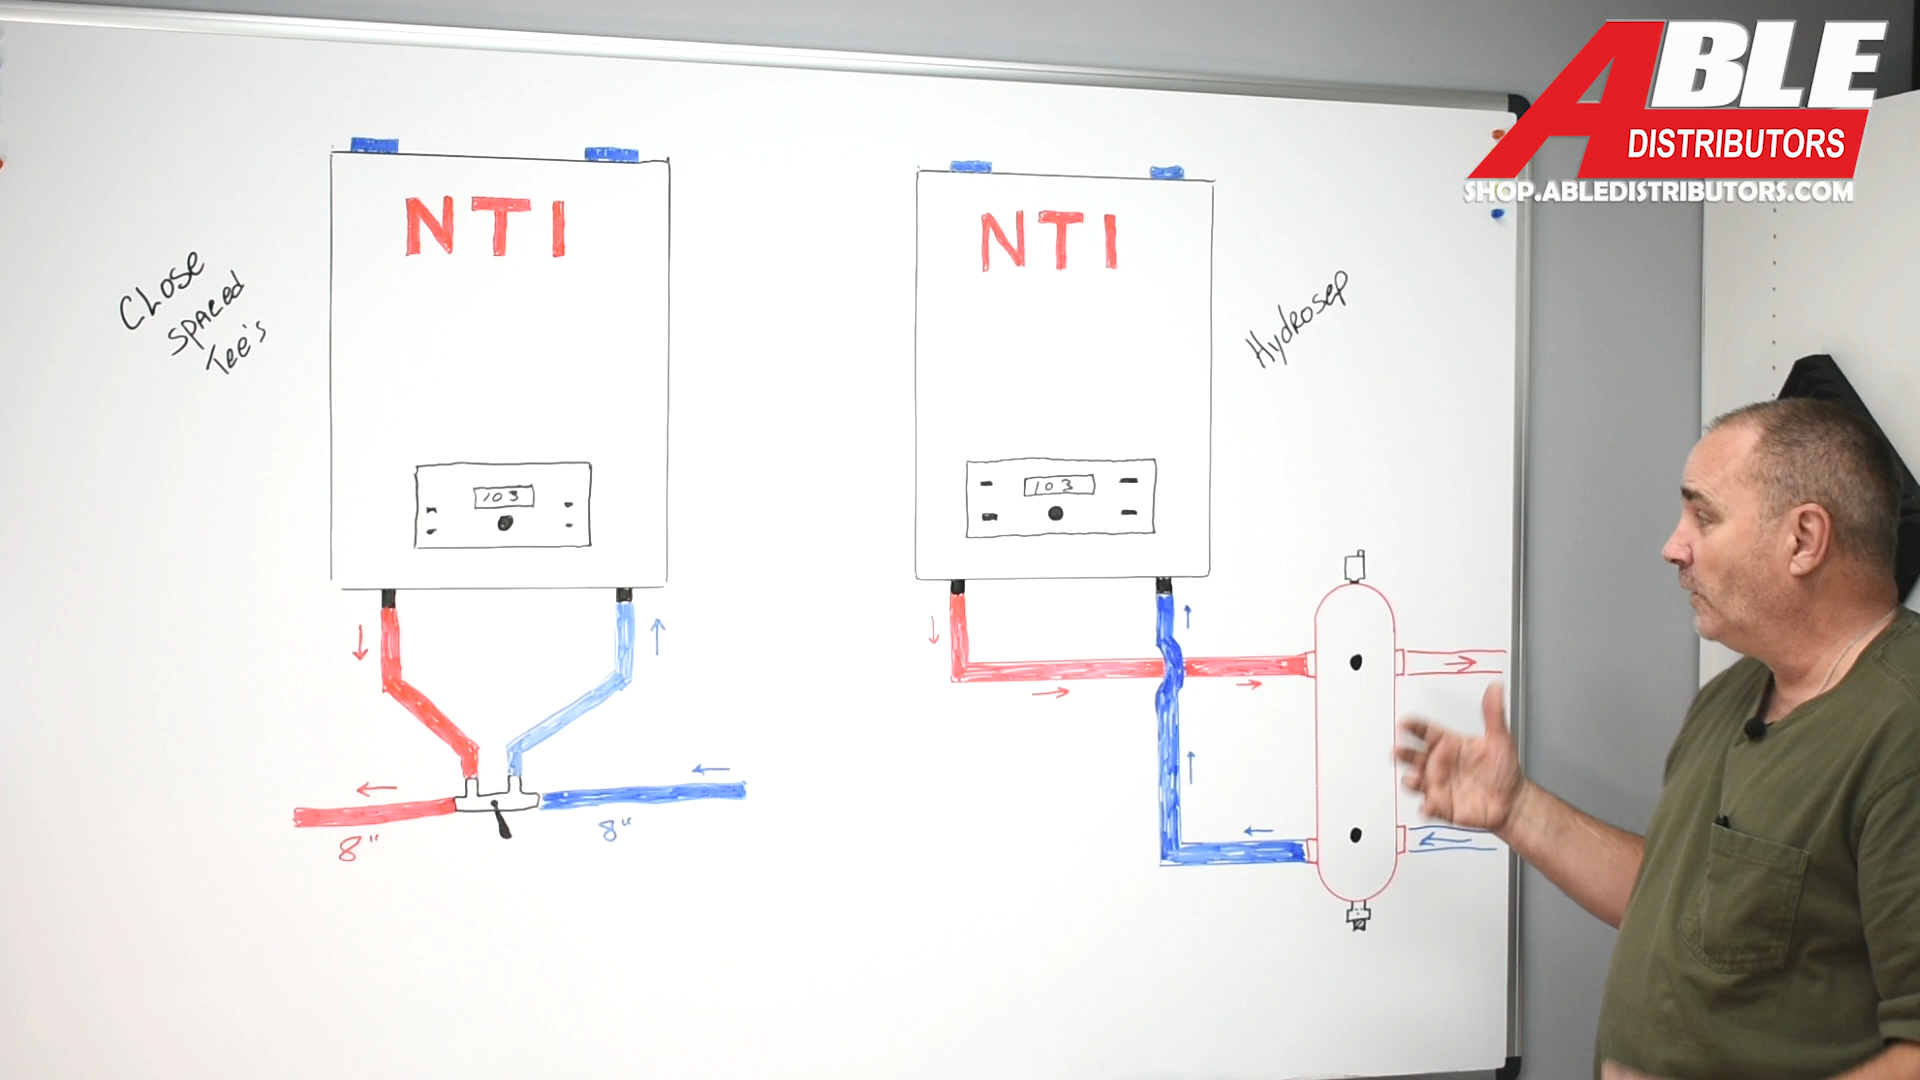 ABLE
DISTRIBUTORS
SHOP.ABLEDISTRIBUTORS.COM
NTI
NTI
CLOSE
SPACED
Tee's
HydroseP
103
103
8"
8"